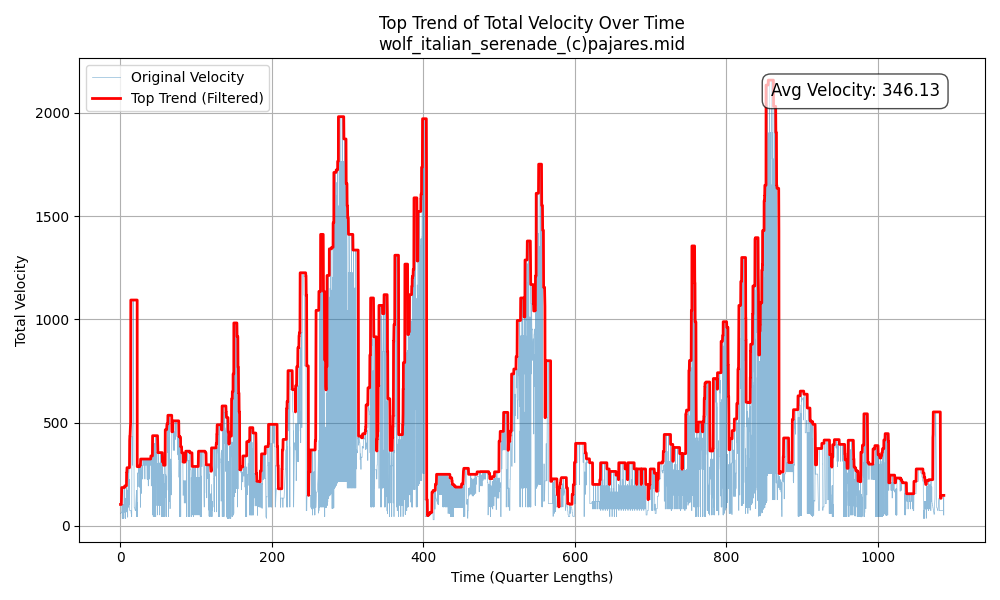 Top Trend of Total Velocity Over Time
wolf_italian_serenade_(c)pajares.mid
Original Velocity
Top Trend (Filtered)
Avg Velocity: 346.13
Total Velocity
2000
1500
1000
500
0
0 200 400 600 800 1000
Time (Quarter Lengths)